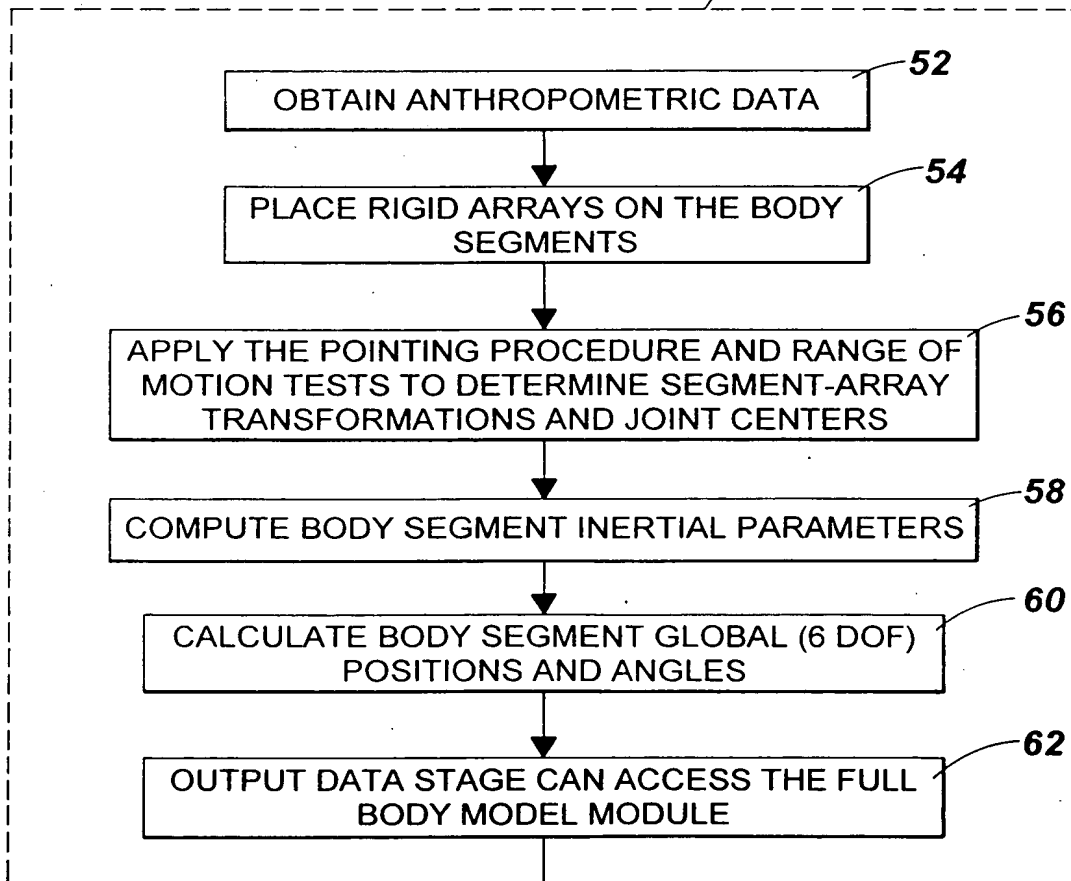 52
OBTAIN ANTHROPOMETRIC DATA
54
PLACE RIGID ARRAYS ON THE BODY
SEGMENTS
56
APPLY THE POINTING PROCEDURE AND RANGE OF
MOTION TESTS TO DETERMINE SEGMENT-ARRAY
TRANSFORMATIONS AND JOINT CENTERS
58
COMPUTE BODY SEGMENT INERTIAL PARAMETERS
60
CALCULATE BODY SEGMENT GLOBAL (6 DOF)
POSITIONS AND ANGLES
62
OUTPUT DATA STAGE CAN ACCESS THE FULL
BODY MODEL MODULE